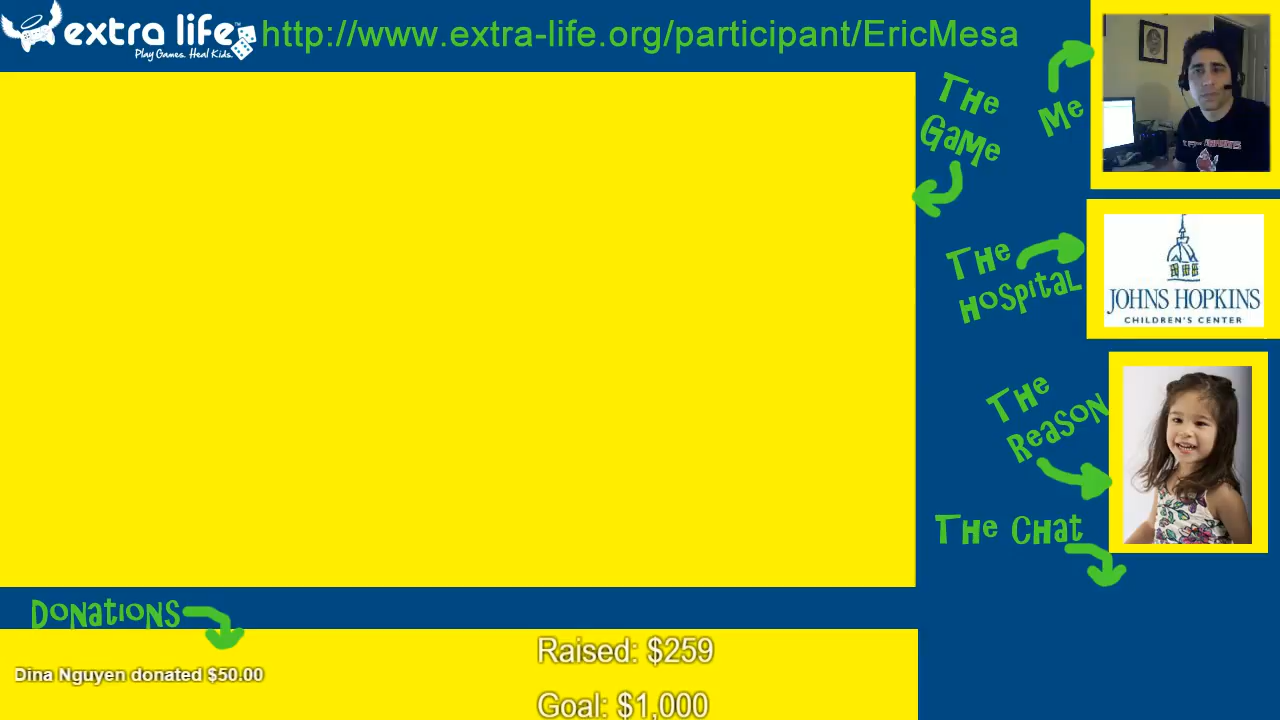 extra life
Play Games. Heal Kids.
http://www.extra-life.org/participant/EricMesa
The
Game
Me
The
Hospital
JOHNS HOPKINS
CHILDREN'S CENTER
The
Reason
The Chat
Donations
Raised: $259
Dina Nguyen donated $50.00
Goal: $1,000